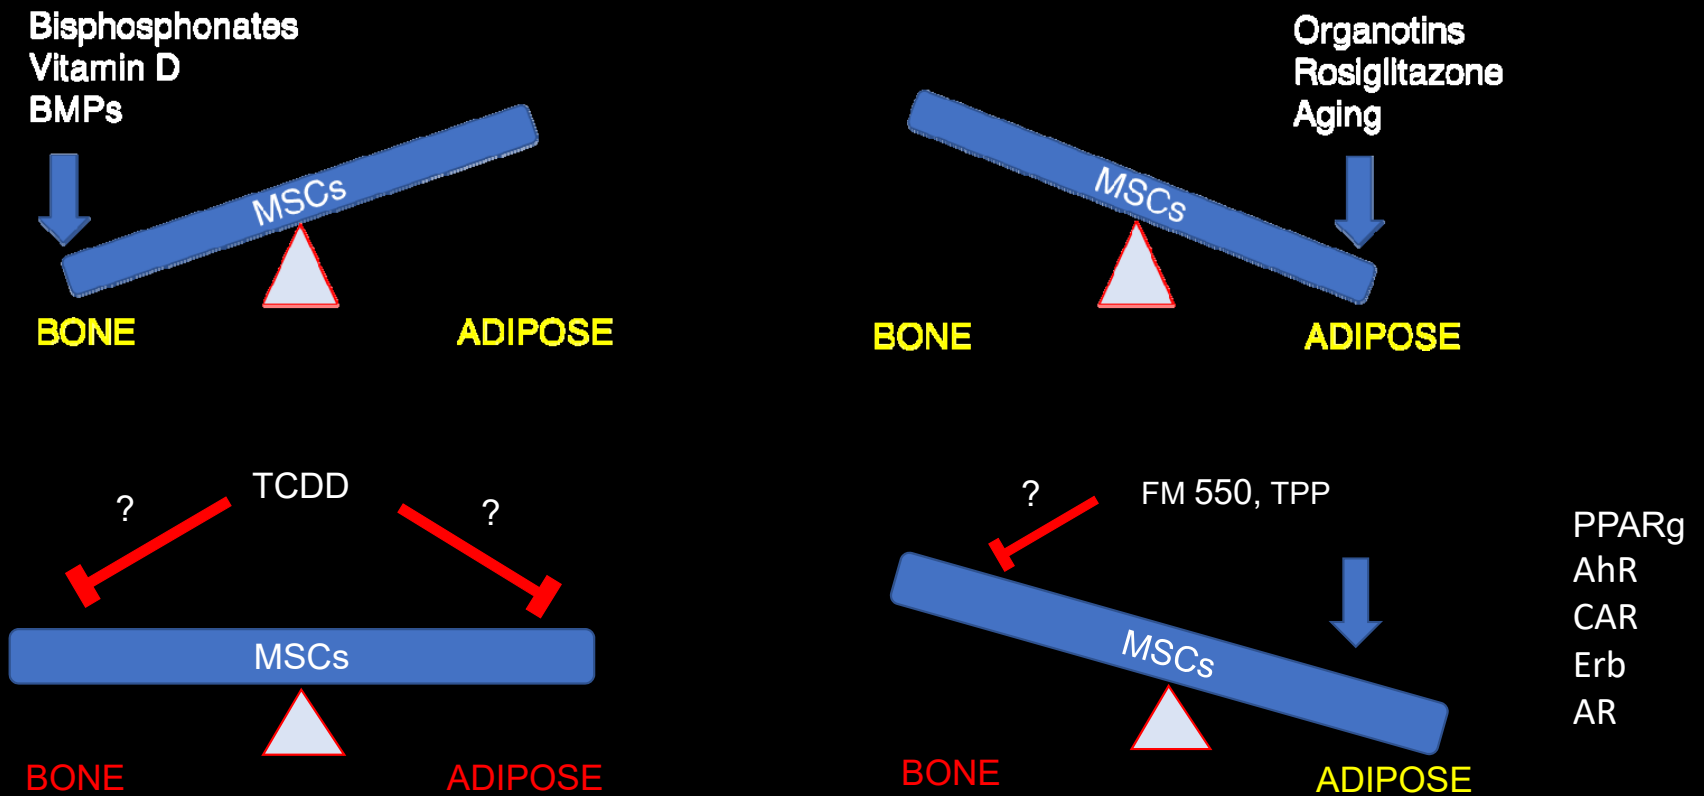 Bisphosphonates
Vitamin D
BMPs
MSCs
BONE
ADIPOSE
Organotins
Rosiglitazone
Aging
MSCs
BONE
ADIPOSE
TCDD
?
?
MSCs
BONE
ADIPOSE
?
FM 550, TPP
MSCs
BONE
ADIPOSE
PPARg
AhR
CAR
Erb
AR